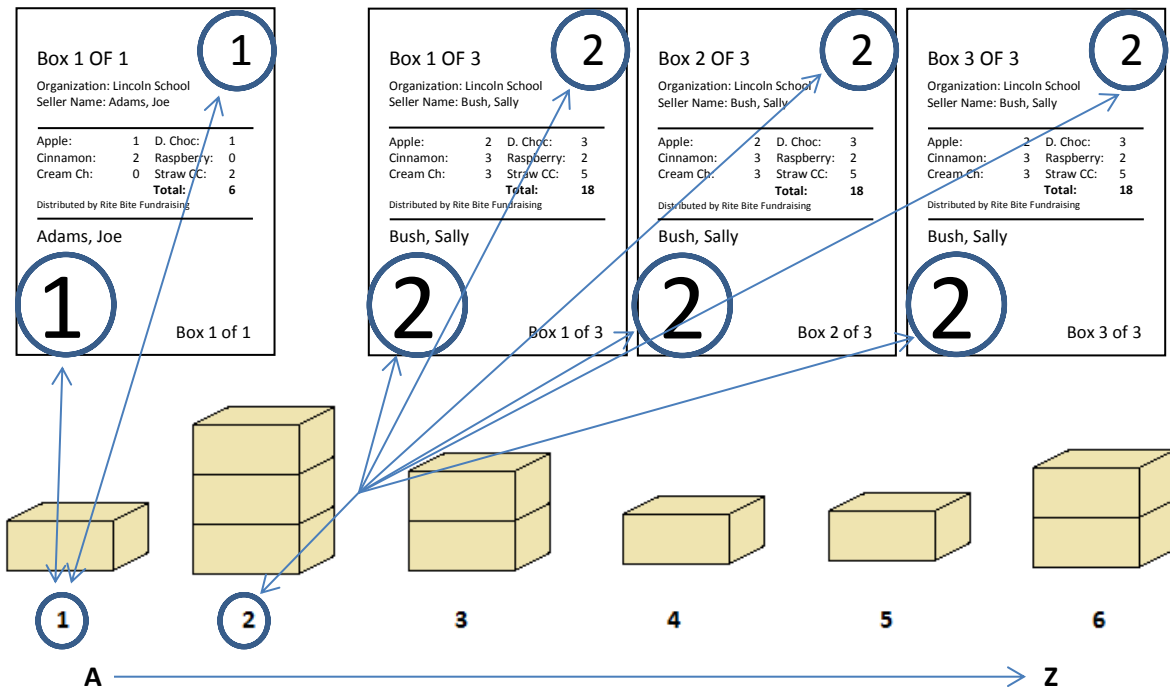 1
Box 1 OF 1
Organization: Lincoln School
Seller Name: Adams, Joe
Apple: 1 D. Choc: 1
Cinnamon: 2 Raspberry: 0
Cream Ch: 0 Straw CC: 2
Total: 6
Distributed by Rite Bite Fundraising
Adams, Joe
1
Box 1 of 1
2
Box 1 OF 3
Organization: Lincoln School
Seller Name: Bush, Sally
Apple: 2 D. Choc: 3
Cinnamon: 3 Raspberry: 2
Cream Ch: 3 Straw CC: 5
Total: 18
Distributed by Rite Bite Fundraising
Bush, Sally
2
Box 1 of 3
2
Box 2 OF 3
Organization: Lincoln School
Seller Name: Bush, Sally
Apple: 2 D. Choc: 3
Cinnamon: 3 Raspberry: 2
Cream Ch: 3 Straw CC: 5
Total: 18
Distributed by Rite Bite Fundraising
Bush, Sally
2
Box 2 of 3
2
Box 3 OF 3
Organization: Lincoln School
Seller Name: Bush, Sally
Apple: 2 D. Choc: 3
Cinnamon: 3 Raspberry: 2
Cream Ch: 3 Straw CC: 5
Total: 18
Distributed by Rite Bite Fundraising
Bush, Sally
2
Box 3 of 3
1 2 3 4 5 6
A Z